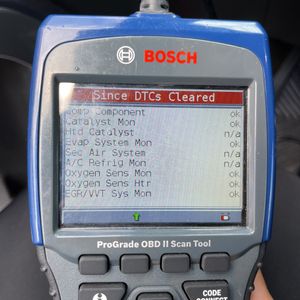 BOSCH
Since DTCs Cleared
Comp Component ok
Catalyst Mon ok
Htd Catalyst n/a
Evap System Mon ok
Sec Air System n/a
A/C Refrig Mon n/a
Oxygen Sens Mon ok
Oxygen Sens Htr ok
EGR/VVT Sys Mon ok
ProGrade OBD II Scan Tool
CODE
CONNECT